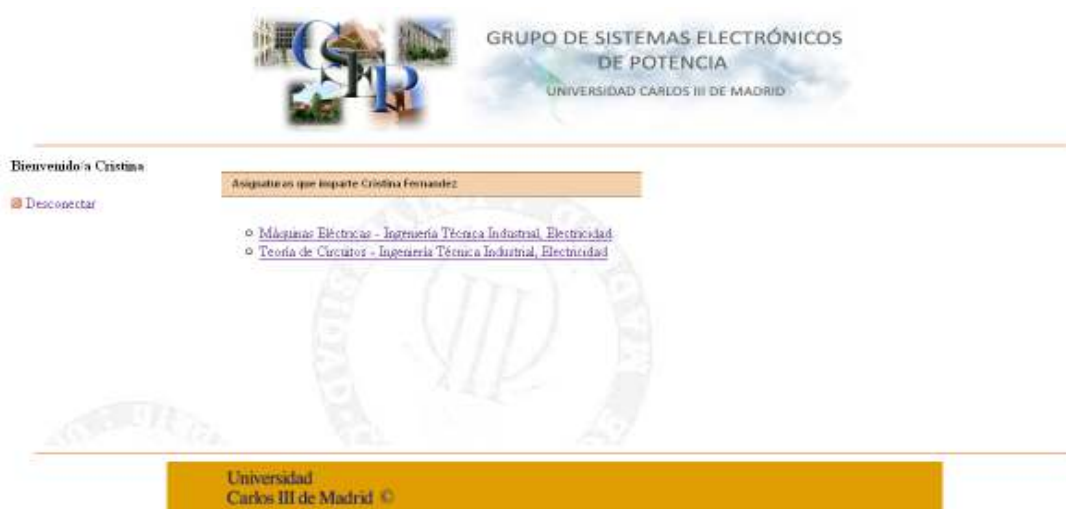 GSEP
GRUPO DE SISTEMAS ELECTRÓNICOS
DE POTENCIA
UNIVERSIDAD CARLOS III DE MADRID
Bienvenido/a Cristina
Desconectar
Asignaturas que imparte Cristina Fernandez
Máquinas Eléctricas - Ingeniería Técnica Industrial, Electricidad
Teoría de Circuitos - Ingeniería Técnica Industrial, Electricidad
Universidad
Carlos III de Madrid ©